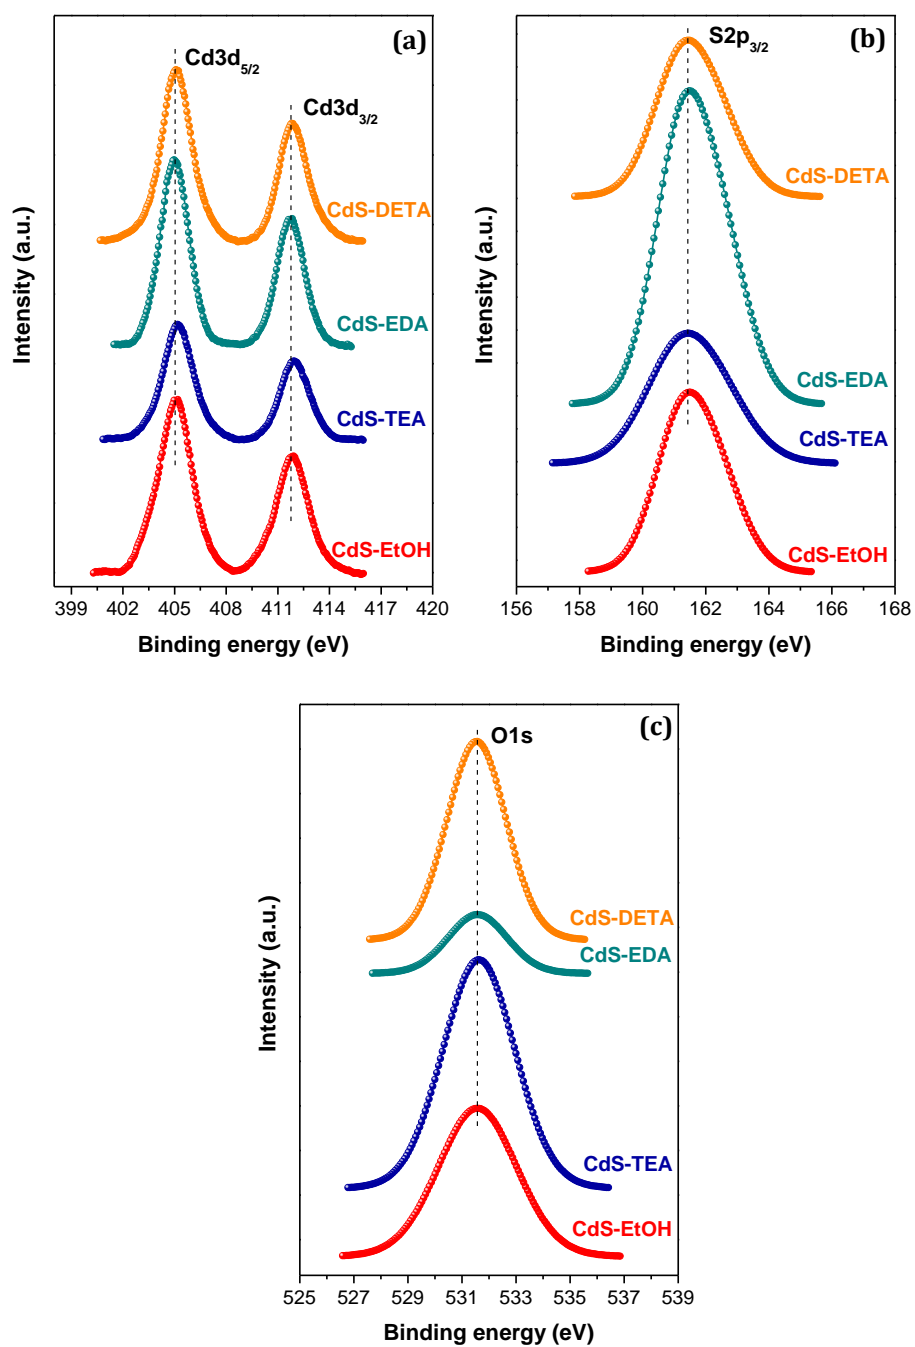 (a)
Cd3d5/2
Cd3d3/2
CdS-DETA
CdS-EDA
CdS-TEA
CdS-EtOH
Intensity (a.u.)
399 402 405 408 411 414 417 420
Binding energy (eV)
(b)
S2p3/2
CdS-DETA
CdS-EDA
CdS-TEA
CdS-EtOH
Intensity (a.u.)
156 158 160 162 164 166 168
Binding energy (eV)
(c)
O1s
CdS-DETA
CdS-EDA
CdS-TEA
CdS-EtOH
Intensity (a.u.)
525 527 529 531 533 535 537 539
Binding energy (eV)